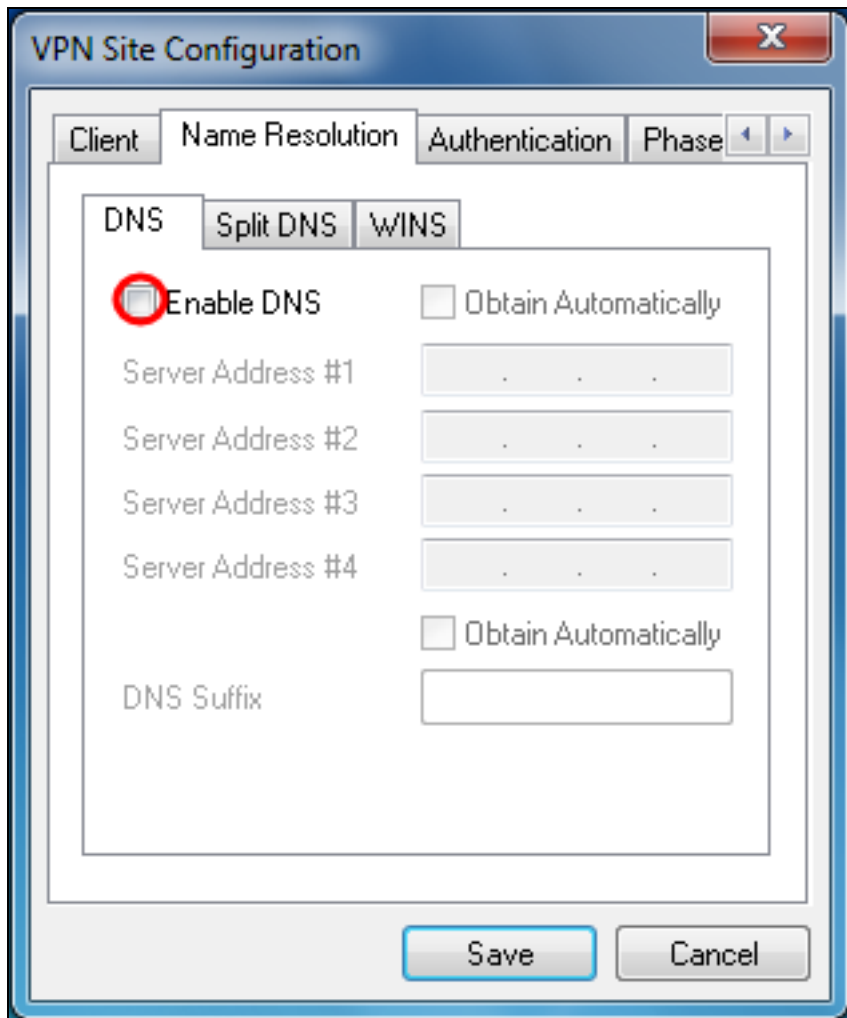 VPN Site Configuration
Client Name Resolution Authentication Phase
DNS Split DNS WINS
Enable DNS Obtain Automatically
Server Address #1 . . .
Server Address #2 . . .
Server Address #3 . . .
Server Address #4 . . .
Obtain Automatically
DNS Suffix
Save Cancel